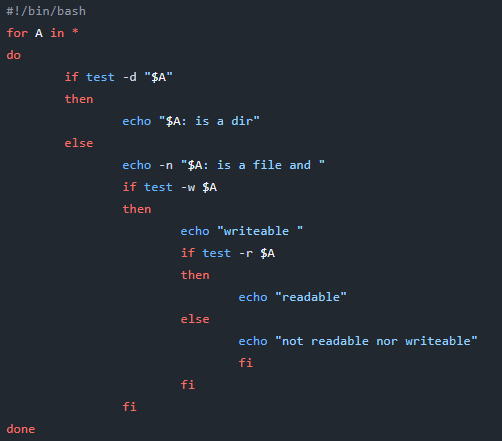 #!/bin/bash
for A in *
do
        if test -d "$A"
        then
                echo "$A: is a dir"
        else
                echo -n "$A: is a file and "
                if test -w $A
                then
                        echo "writeable "
                        if test -r $A
                        then
                                echo "readable"
                        else
                                echo "not readable nor writeable"
                                fi
                        fi
                fi
done